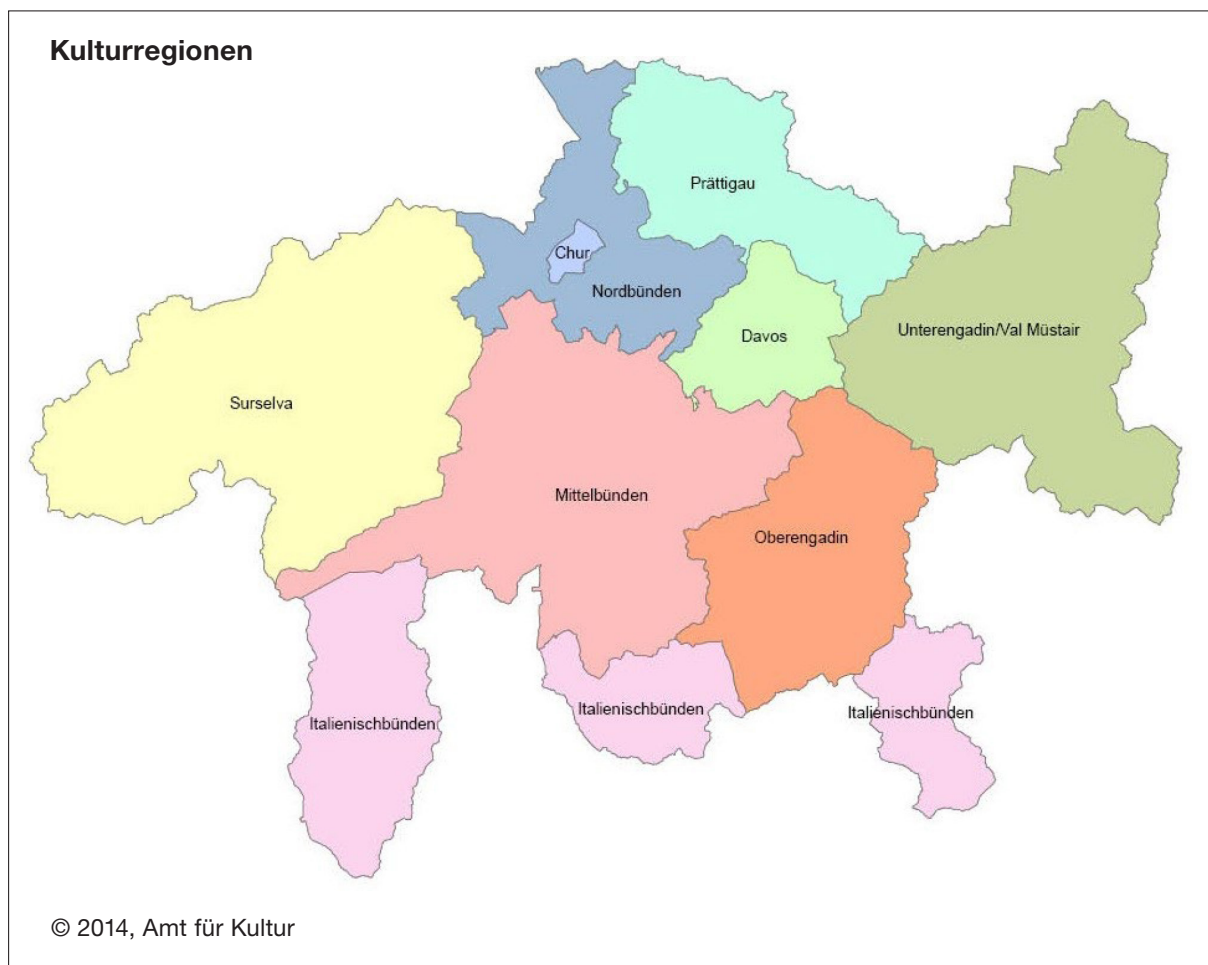 Kulturregionen
Prättigau
Chur
Nordbünden
Unterengadin/Val Müstair
Davos
Surselva
Mittelbünden
Oberengadin
Italienischbünden
Italienischbünden
Italienischbünden
© 2014, Amt für Kultur